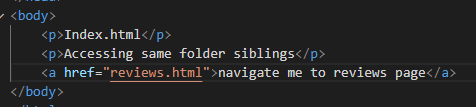 <body>
<p>Index.html</p>
<p>Accessing same folder siblings</p>
<a href="reviews.html">navigate me to reviews page</a>
</body>